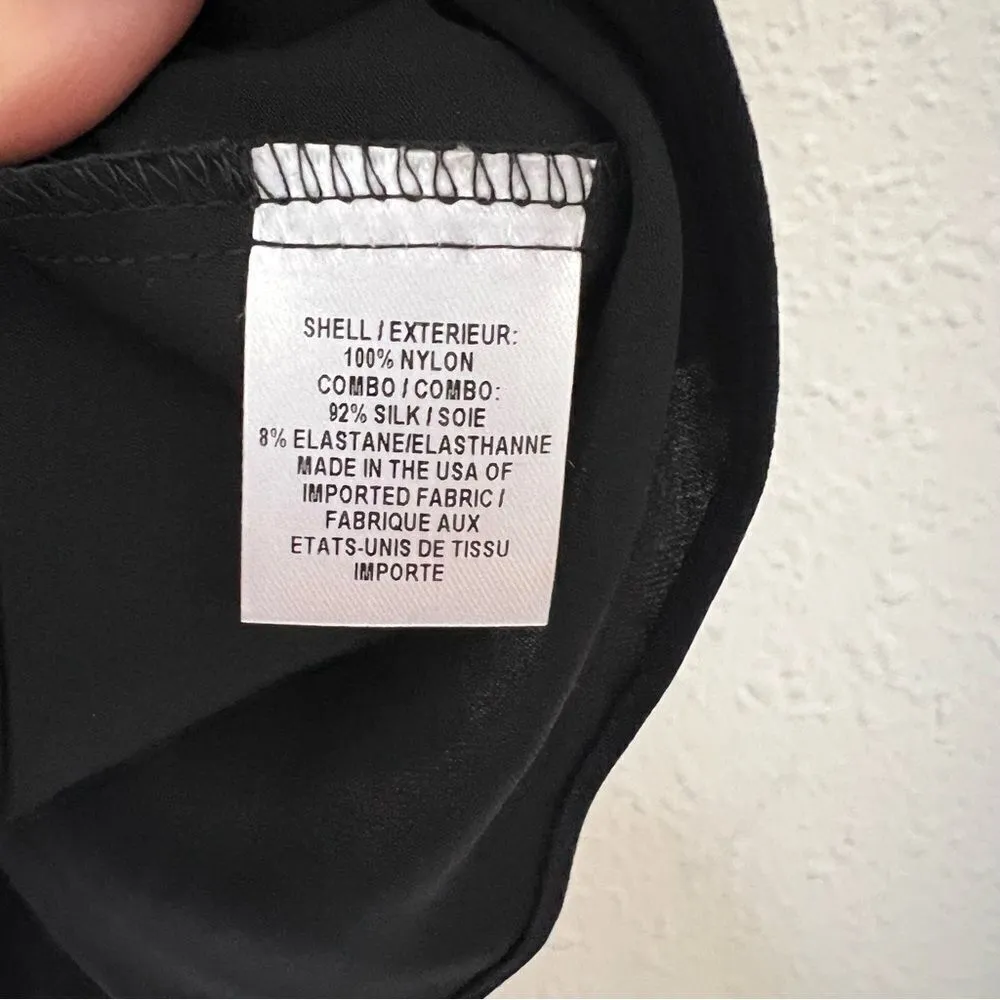 SHELL / EXTERIEUR:
100% NYLON
COMBO / COMBO:
92% SILK / SOIE
8% ELASTANE/ELASTHANNE
MADE IN THE USA OF
IMPORTED FABRIC /
FABRIQUE AUX
ETATS-UNIS DE TISSU
IMPORTE